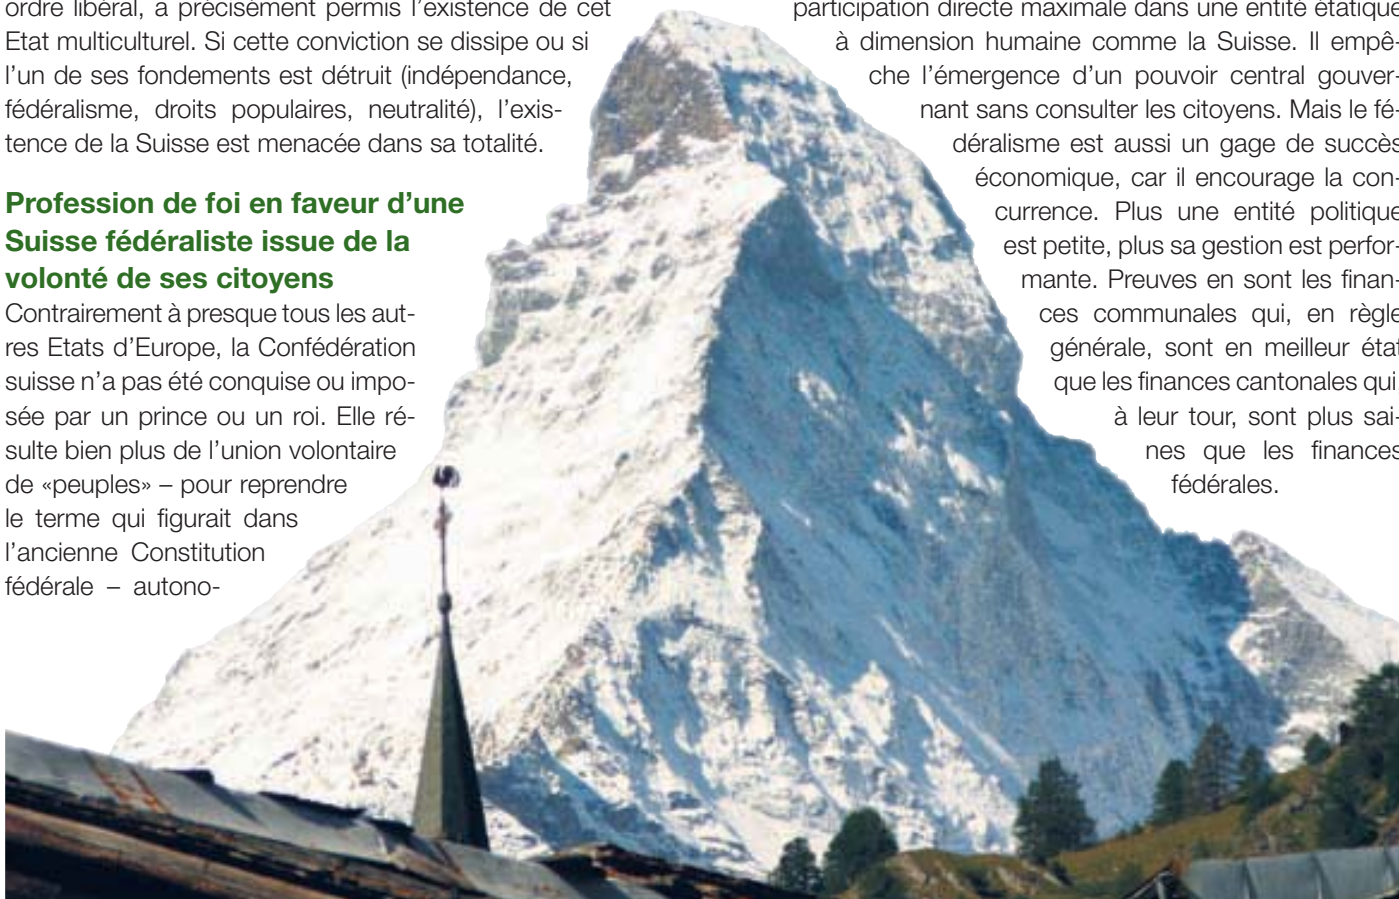 ordre libéral, a précisément permis l’existence de cet
Etat multiculturel. Si cette conviction se dissipe ou si
l’un de ses fondements est détruit (indépendance,
fédéralisme, droits populaires, neutralité), l’exis-
tence de la Suisse est menacée dans sa totalité.
Profession de foi en faveur d’une
Suisse fédéraliste issue de la
volonté de ses citoyens
Contrairement à presque tous les aut-
res Etats d’Europe, la Confédération
suisse n’a pas été conquise ou impo-
sée par un prince ou un roi. Elle ré-
sulte bien plus de l’union volontaire
de «peuples» – pour reprendre
le terme qui figurait dans
l’ancienne Constitution
fédérale – autono-
participation directe maximale dans une entité étatique
à dimension humaine comme la Suisse. Il empê-
che l’émergence d’un pouvoir central gouver-
nant sans consulter les citoyens. Mais le fé-
déralisme est aussi un gage de succès
économique, car il encourage la con-
currence. Plus une entité politique
est petite, plus sa gestion est perfor-
mante. Preuves en sont les finan-
ces communales qui, en règle
générale, sont en meilleur état
que les finances cantonales qui
à leur tour, sont plus sai-
nes que les finances
fédérales.